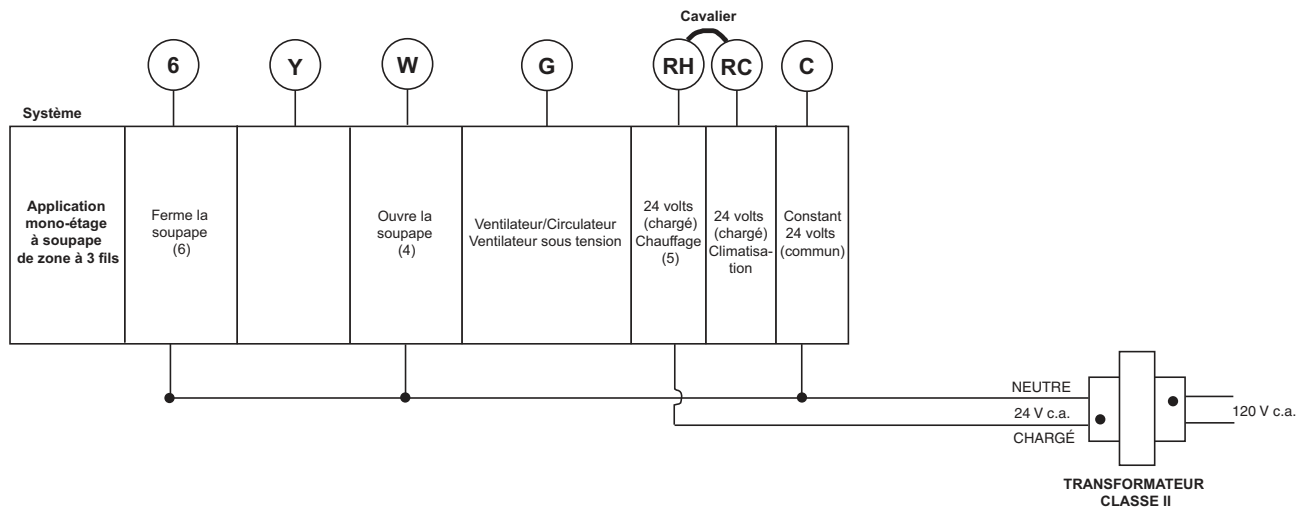 Cavalier
6
Y
W
G
RH
RC
C
Système
Application
mono-étage
à soupape
de zone à 3 fils
Ferme la
soupape
(6)
Ouvre la
soupape
(4)
Ventilateur/Circulateur
Ventilateur sous tension
24 volts
(chargé)
Chauffage
(5)
24 volts
(chargé)
Climatisa-
tion
Constant
24 volts
(commun)
NEUTRE
24 V c.a.
CHARGÉ
120 V c.a.
TRANSFORMATEUR
CLASSE II